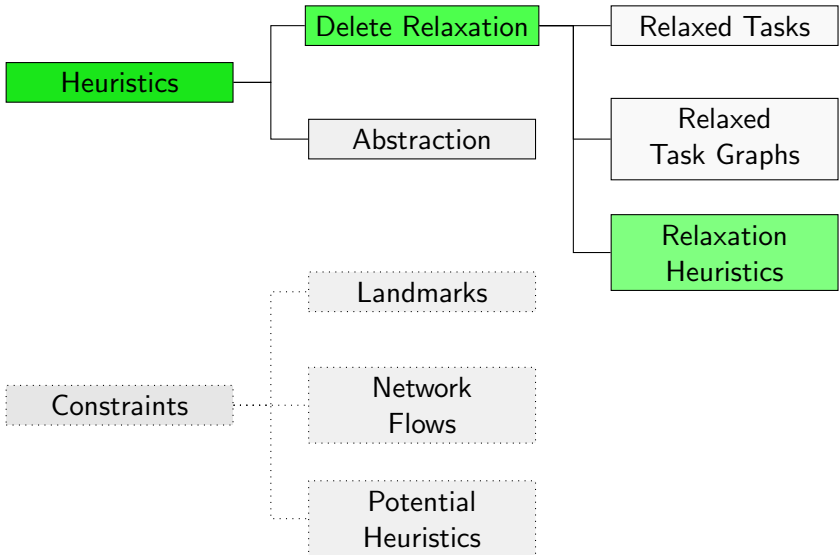 Heuristics
Delete Relaxation
Abstraction
Relaxed Tasks
Relaxed
Task Graphs
Relaxation
Heuristics
Constraints
Landmarks
Network
Flows
Potential
Heuristics